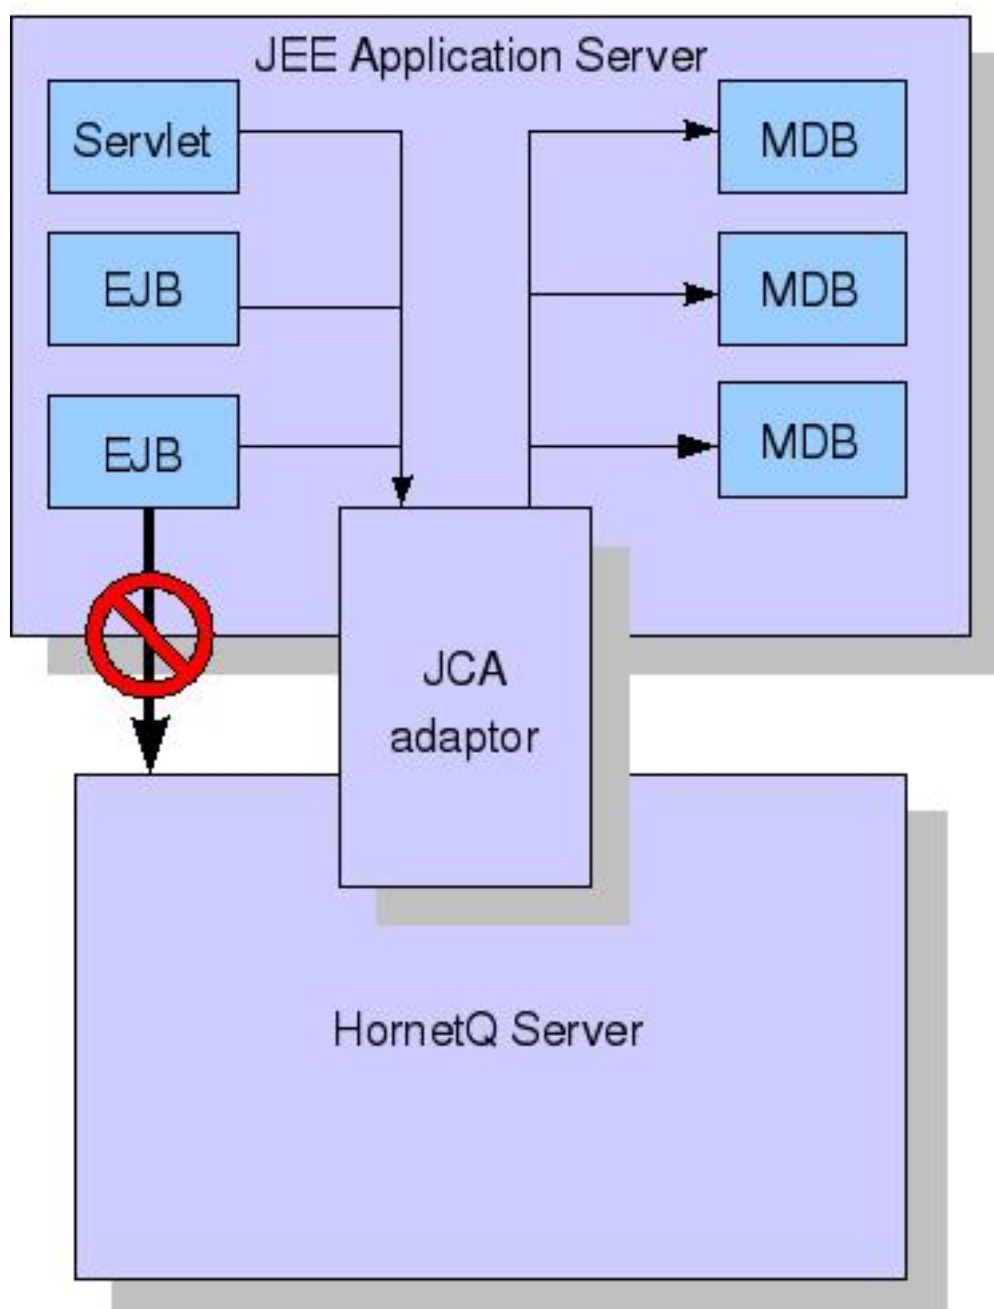 JEE Application Server
Servlet
MDB
EJB
MDB
EJB
MDB
JCA
adaptor
HornetQ Server